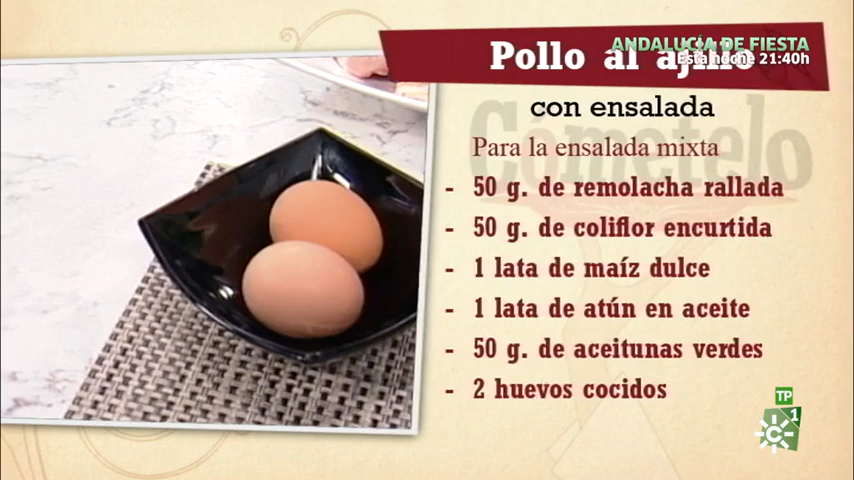 ANDALUCÍA DE FIESTA
Esta noche 21:40h
Pollo al ajillo
con ensalada
Cómetelo
Para la ensalada mixta
- 50 g. de remolacha rallada
- 50 g. de coliflor encurtida
- 1 lata de maíz dulce
- 1 lata de atún en aceite
- 50 g. de aceitunas verdes
- 2 huevos cocidos
TP
1